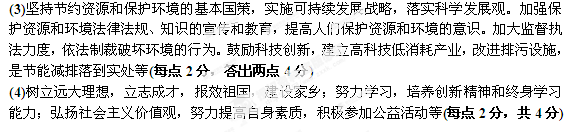 (3)坚持节约资源和保护环境的基本国策，实施可持续发展战略，落实科学发展观。加强保
护资源和环境法律法规、知识的宣传和教育，提高人们保护资源和环境的意识。加大监督执
法力度，依法制裁破坏环境的行为。鼓励科技创新，建立高科技低消耗产业，改进排污设施，
是节能减排落到实处等(每点 2 分，答出两点 4 分)
(4)树立远大理想，立志成才，报效祖国，建设家乡；努力学习，培养创新精神和终身学习
能力；弘扬社会主义价值观，努力提高自身素质，积极参加公益活动等(每点 2 分，共 4 分)